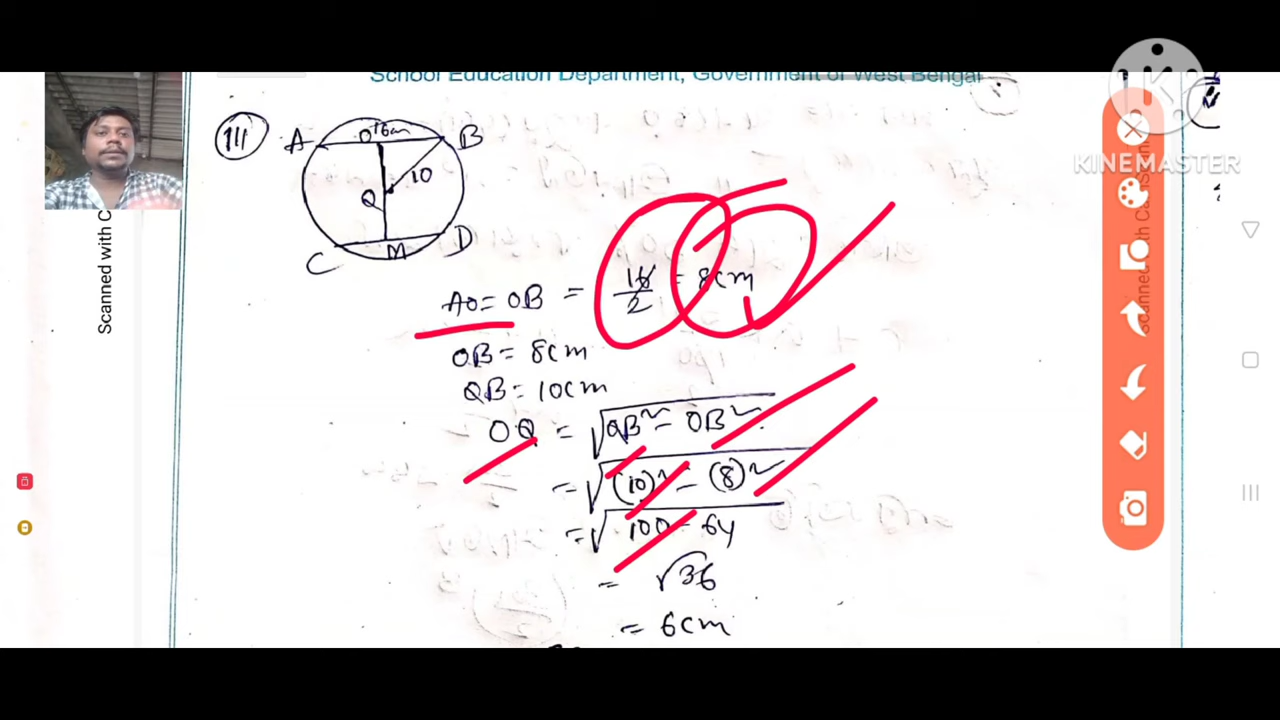 School Education Department, Government of West Bengal
III
A 16cm B
10
Q
C M D
AO = OB = 16/2 = 8cm
OB = 8cm
QB = 10cm
OQ = √QB² - OB²
= √(10)² - (8)²
= √100 - 64
= √36
= 6cm
Scanned with C
KINEMASTER